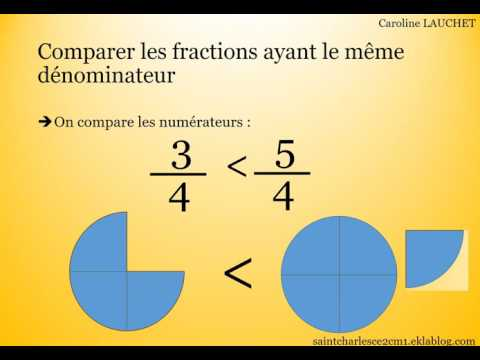 Caroline LAUCHET
Comparer les fractions ayant le même
dénominateur
➔ On compare les numérateurs :
3/4 < 5/4
<
saintcharlesce2cm1.eklablog.com